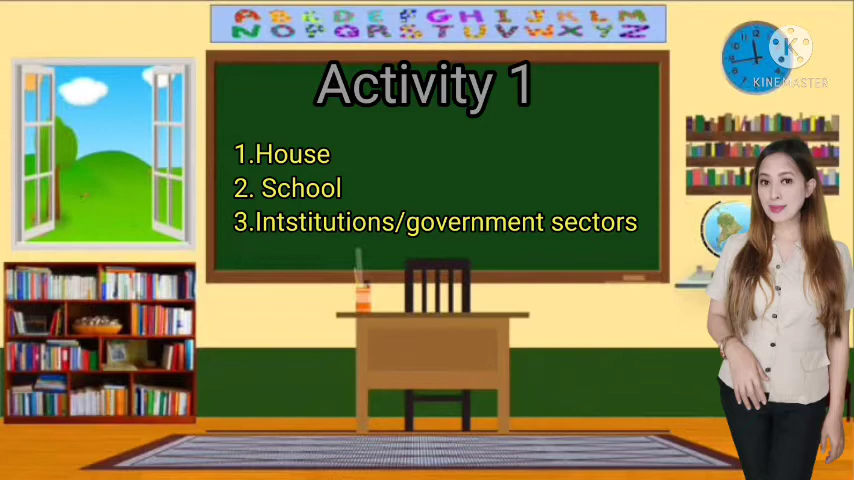 A B C D E F G H I J K L M
N O P Q R S T U V W X Y Z
K
KINEMASTER
Activity 1
1.House
2. School
3.Intstitutions/government sectors